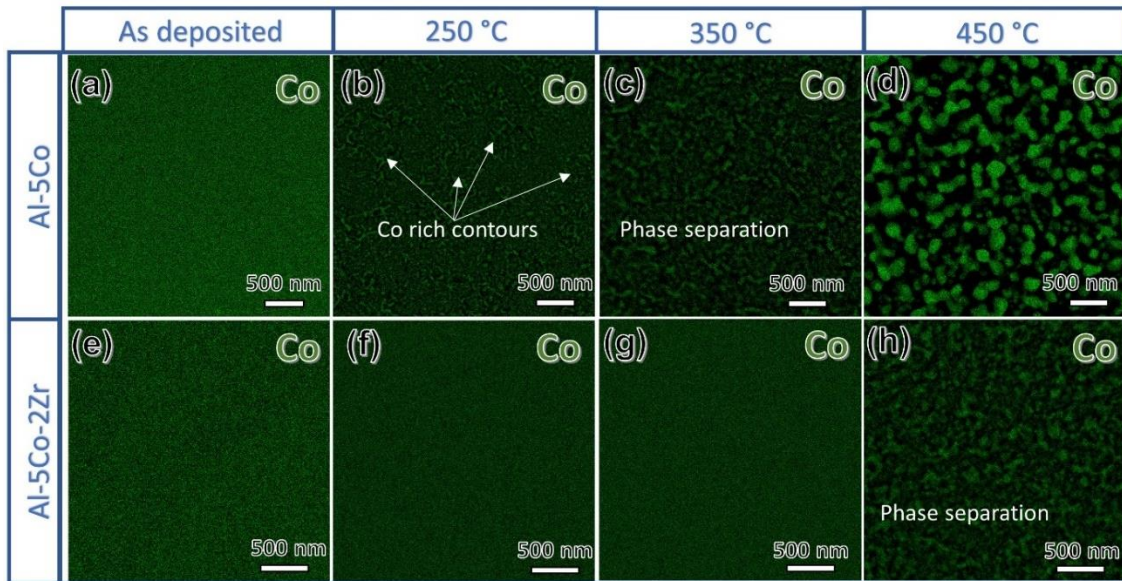 As deposited 250 °C 350 °C 450 °C
Al-5Co
(a) Co (b) Co (c) Co (d) Co
Co rich contours Phase separation
500 nm 500 nm 500 nm 500 nm
Al-5Co-2Zr
(e) Co (f) Co (g) Co (h) Co
Phase separation
500 nm 500 nm 500 nm 500 nm